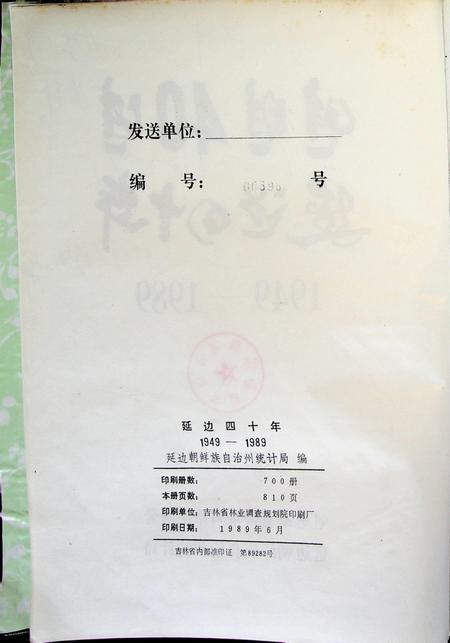 发送单位：
编 号： 00596 号
延边四十年
1949—1989
延边朝鲜族自治州统计局 编
印刷册数： 700册
本册页数： 810页
印刷单位：吉林省林业调查规划院印刷厂
印刷日期： 1989年6月
吉林省内部准印证 第89282号